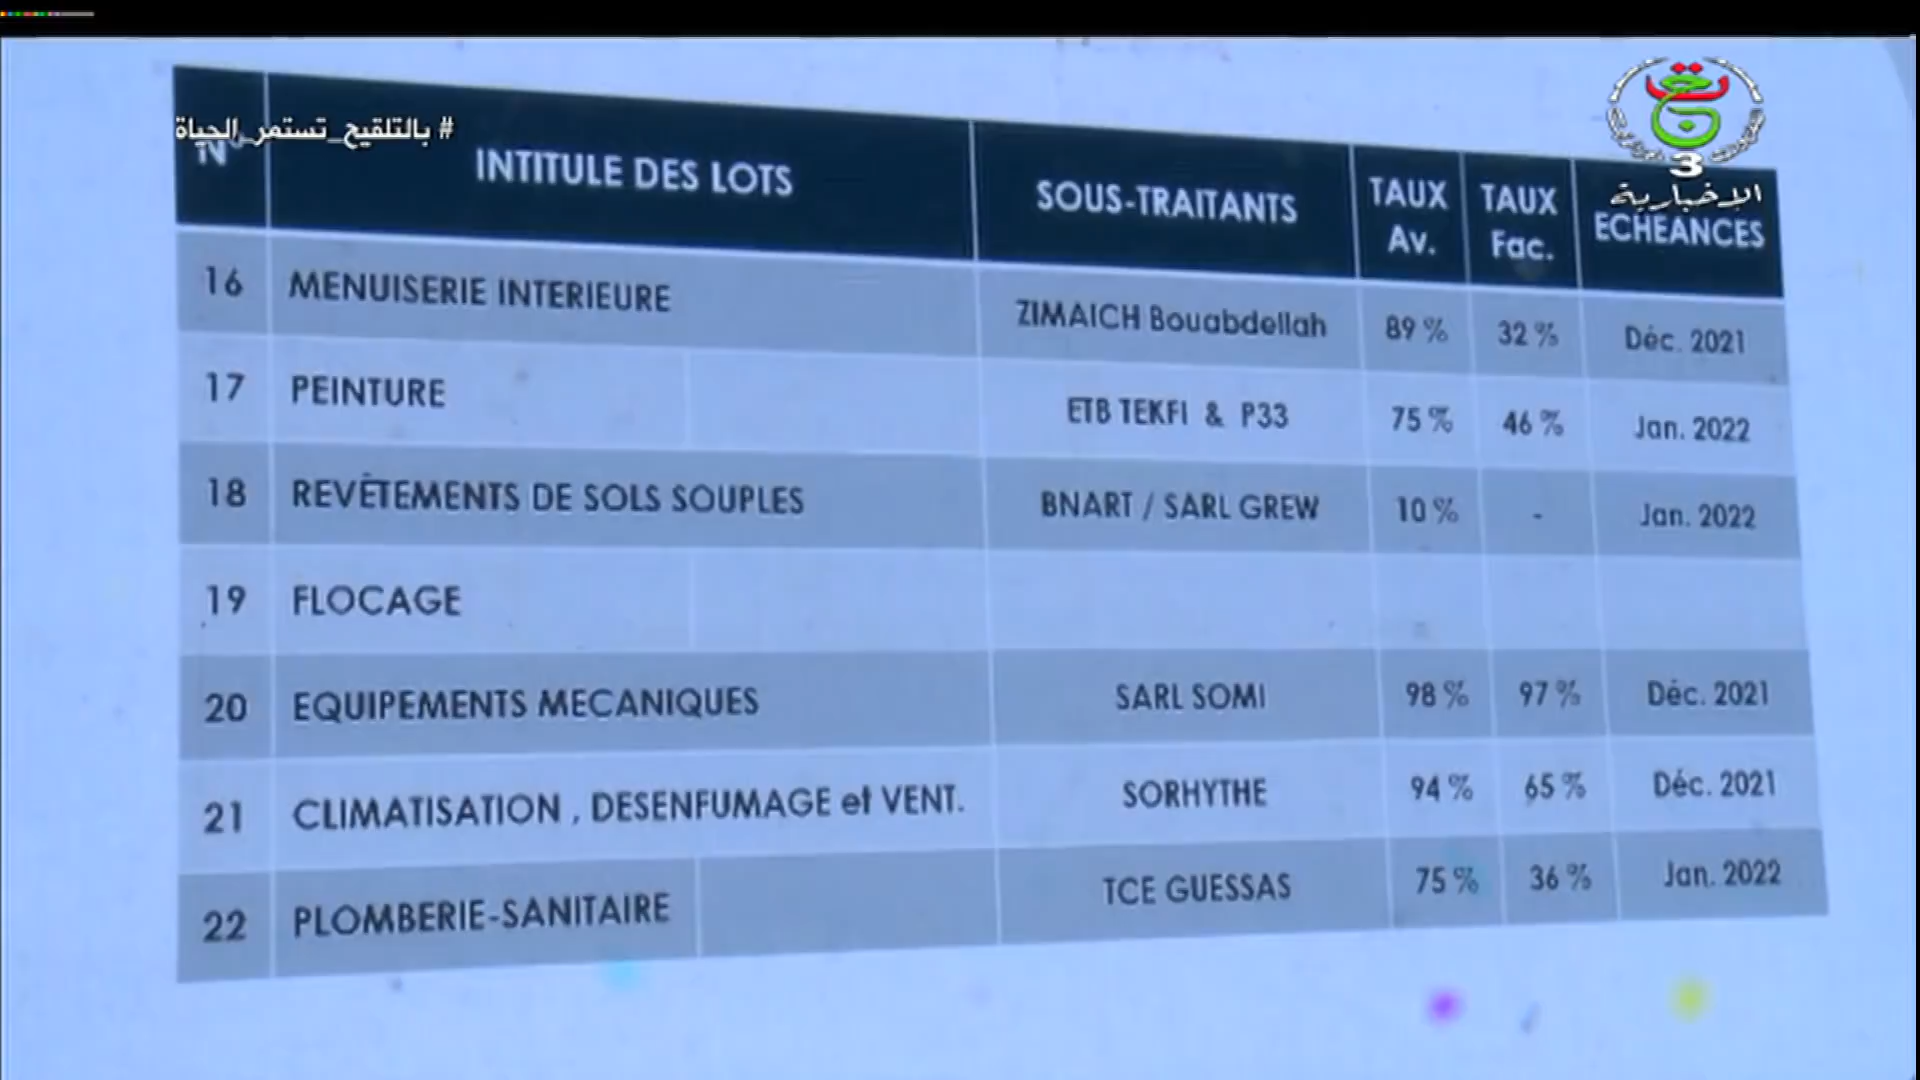 # بالتلقيح_تستمر_الحياة
3
الإخبارية
N° INTITULE DES LOTS SOUS-TRAITANTS TAUX Av. TAUX Fac. ECHEANCES
16 MENUISERIE INTERIEURE ZIMAICH Bouabdellah 89 % 32 % Déc. 2021
17 PEINTURE ETB TEKFI & P33 75 % 46 % Jan. 2022
18 REVÊTEMENTS DE SOLS SOUPLES BNART / SARL GREW 10 % - Jan. 2022
19 FLOCAGE
20 EQUIPEMENTS MECANIQUES SARL SOMI 98 % 97 % Déc. 2021
21 CLIMATISATION , DESENFUMAGE et VENT. SORHYTHE 94 % 65 % Déc. 2021
22 PLOMBERIE-SANITAIRE TCE GUESSAS 75 % 36 % Jan. 2022